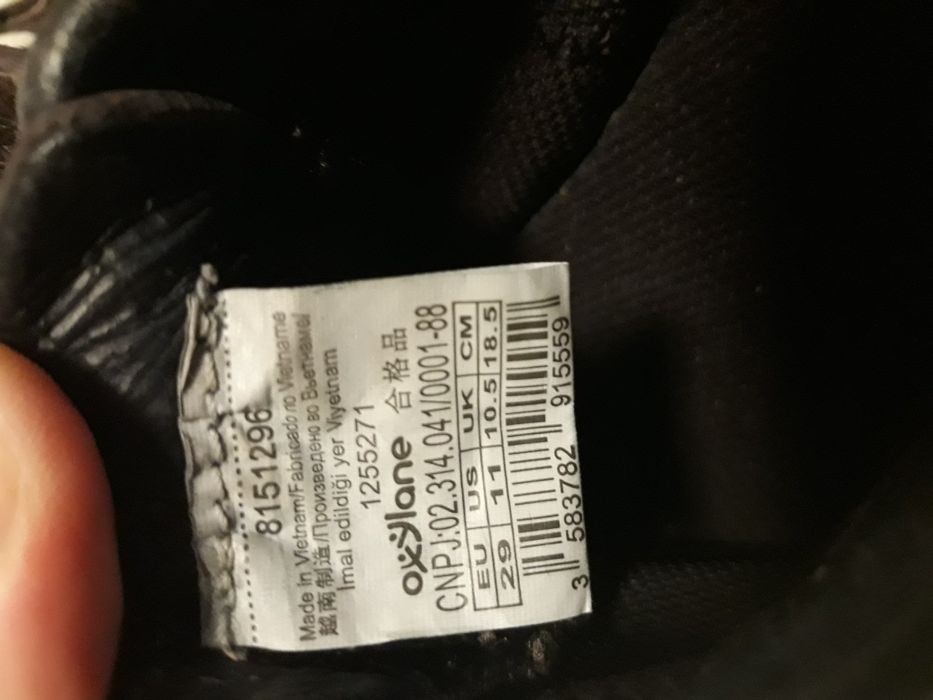 8151296
Made in Vietnam/Fabricado no Vietname
越南制造/Произведено во Вьетнаме/
Imal edildiği yer Viyetnam
1255271
oxylane 合格品
CNPJ:02.314.041/0001-88
EU US UK CM
29 11 10.5 18.5
3 583782 915559